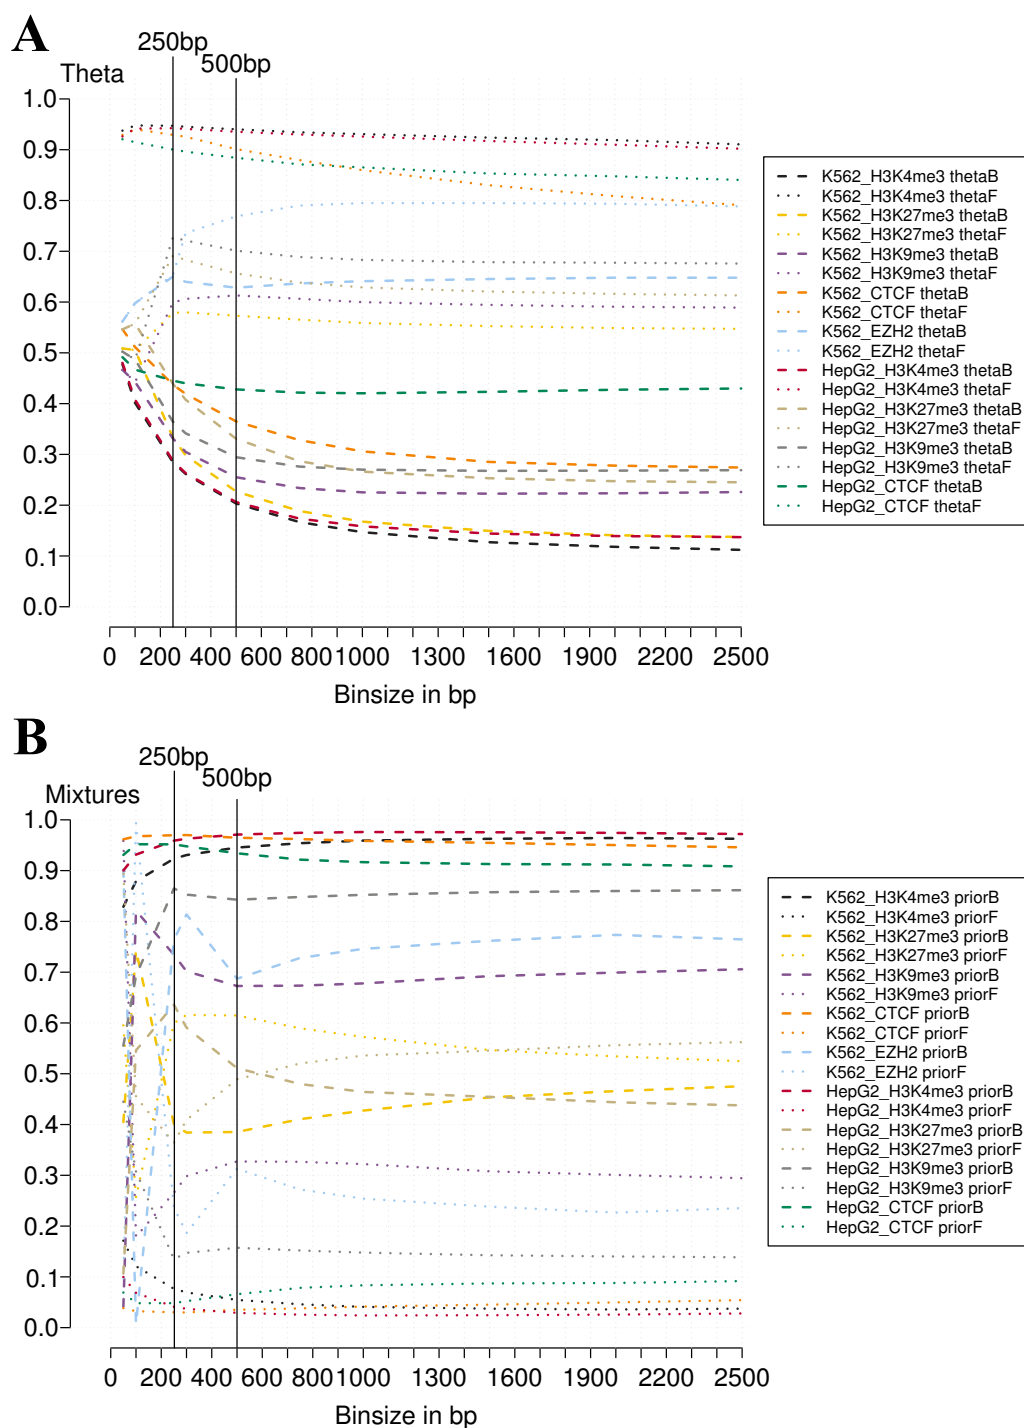 A
250bp
500bp
Theta
1.0
0.9
0.8
0.7
0.6
0.5
0.4
0.3
0.2
0.1
0.0
0 200 400 600 800 1000 1300 1600 1900 2200 2500
Binsize in bp
K562_H3K4me3 thetaB
K562_H3K4me3 thetaF
K562_H3K27me3 thetaB
K562_H3K27me3 thetaF
K562_H3K9me3 thetaB
K562_H3K9me3 thetaF
K562_CTCF thetaB
K562_CTCF thetaF
K562_EZH2 thetaB
K562_EZH2 thetaF
HepG2_H3K4me3 thetaB
HepG2_H3K4me3 thetaF
HepG2_H3K27me3 thetaB
HepG2_H3K27me3 thetaF
HepG2_H3K9me3 thetaB
HepG2_H3K9me3 thetaF
HepG2_CTCF thetaB
HepG2_CTCF thetaF
B
250bp
500bp
Mixtures
1.0
0.9
0.8
0.7
0.6
0.5
0.4
0.3
0.2
0.1
0.0
0 200 400 600 800 1000 1300 1600 1900 2200 2500
Binsize in bp
K562_H3K4me3 priorB
K562_H3K4me3 priorF
K562_H3K27me3 priorB
K562_H3K27me3 priorF
K562_H3K9me3 priorB
K562_H3K9me3 priorF
K562_CTCF priorB
K562_CTCF priorF
K562_EZH2 priorB
K562_EZH2 priorF
HepG2_H3K4me3 priorB
HepG2_H3K4me3 priorF
HepG2_H3K27me3 priorB
HepG2_H3K27me3 priorF
HepG2_H3K9me3 priorB
HepG2_H3K9me3 priorF
HepG2_CTCF priorB
HepG2_CTCF priorF